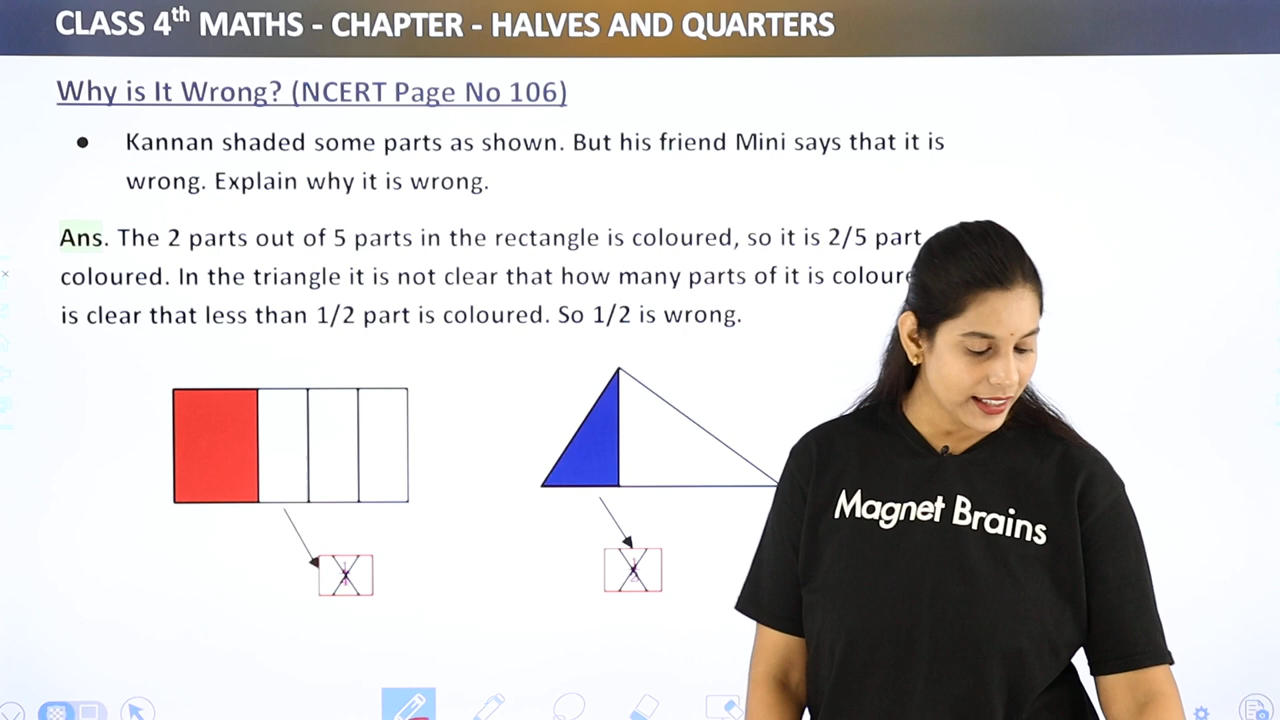 CLASS 4th MATHS - CHAPTER - HALVES AND QUARTERS
Why is It Wrong? (NCERT Page No 106)
● Kannan shaded some parts as shown. But his friend Mini says that it is
wrong. Explain why it is wrong.
Ans. The 2 parts out of 5 parts in the rectangle is coloured, so it is 2/5 part
coloured. In the triangle it is not clear that how many parts of it is
is clear that less than 1/2 part is coloured. So 1/2 is wrong.
Magnet Brains